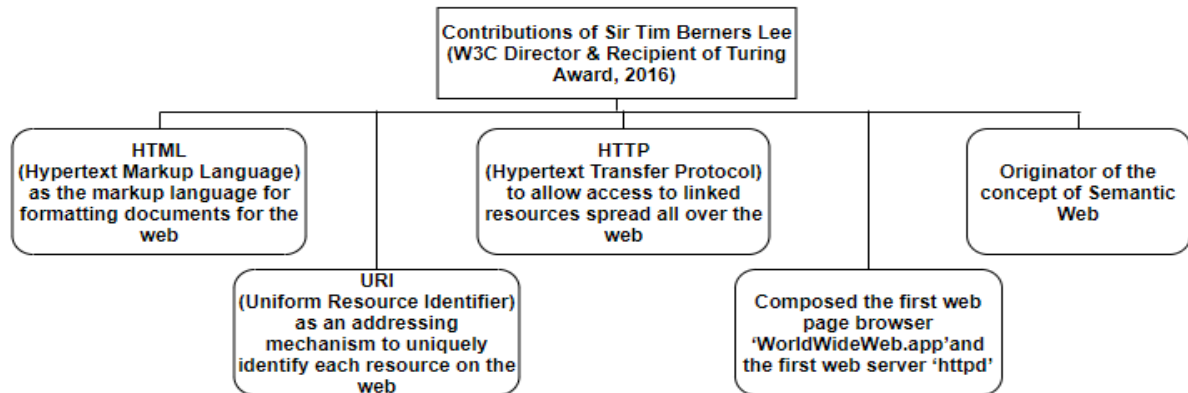 Contributions of Sir Tim Berners Lee
(W3C Director & Recipient of Turing
Award, 2016)
HTML
(Hypertext Markup Language)
as the markup language for
formatting documents for the
web
HTTP
(Hypertext Transfer Protocol)
to allow access to linked
resources spread all over the
web
Originator of the
concept of Semantic
Web
URI
(Uniform Resource Identifier)
as an addressing
mechanism to uniquely
identify each resource on the
web
Composed the first web
page browser
‘WorldWideWeb.app’and
the first web server ‘httpd’